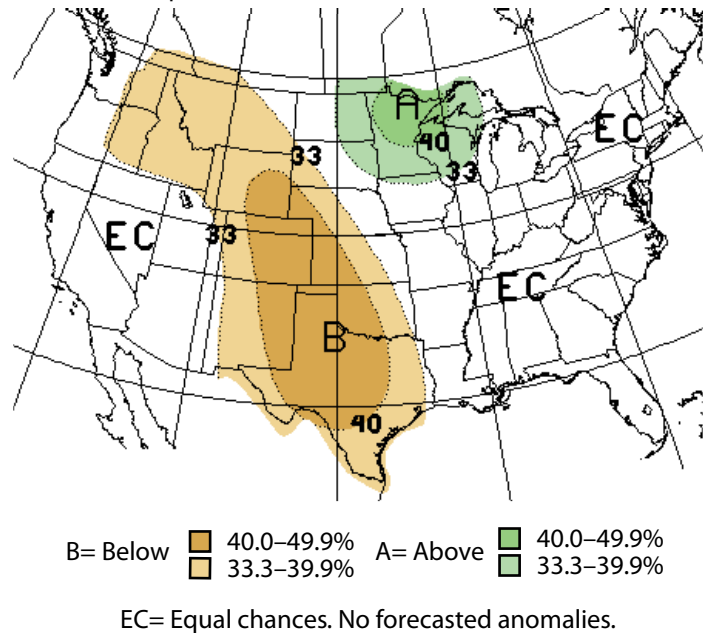 A
40
EC
33
33
33
EC
EC
B
40
B= Below 40.0–49.9% A= Above 40.0–49.9%
33.3–39.9% 33.3–39.9%
EC= Equal chances. No forecasted anomalies.